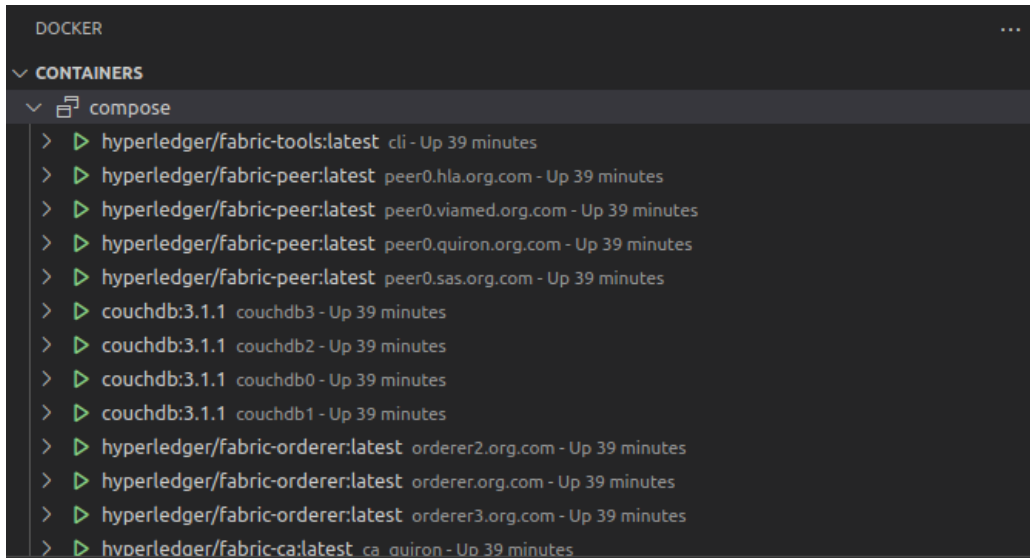 DOCKER
CONTAINERS
compose
hyperledger/fabric-tools:latest cli - Up 39 minutes
hyperledger/fabric-peer:latest peer0.hla.org.com - Up 39 minutes
hyperledger/fabric-peer:latest peer0.viamed.org.com - Up 39 minutes
hyperledger/fabric-peer:latest peer0.quiron.org.com - Up 39 minutes
hyperledger/fabric-peer:latest peer0.sas.org.com - Up 39 minutes
couchdb:3.1.1 couchdb3 - Up 39 minutes
couchdb:3.1.1 couchdb2 - Up 39 minutes
couchdb:3.1.1 couchdb0 - Up 39 minutes
couchdb:3.1.1 couchdb1 - Up 39 minutes
hyperledger/fabric-orderer:latest orderer2.org.com - Up 39 minutes
hyperledger/fabric-orderer:latest orderer.org.com - Up 39 minutes
hyperledger/fabric-orderer:latest orderer3.org.com - Up 39 minutes
hyperledger/fabric-ca:latest ca_quiron - Up 39 minutes